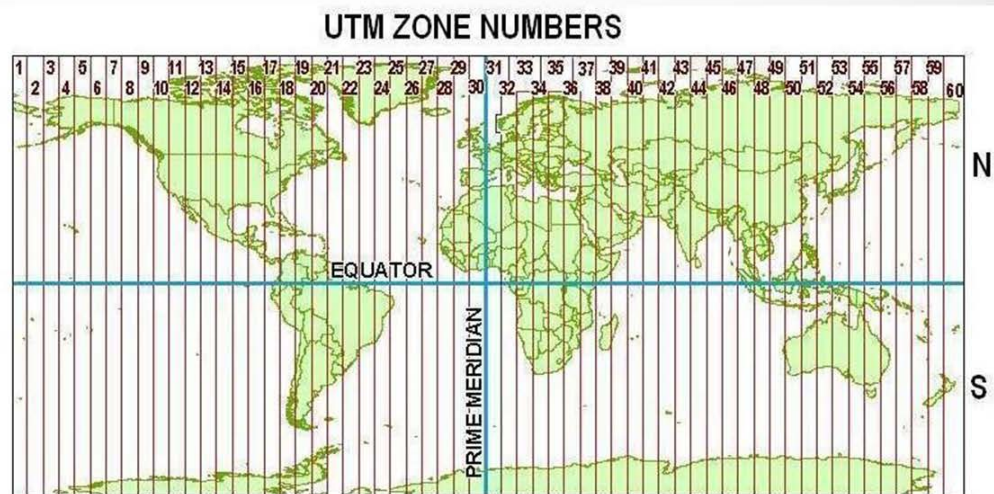 UTM ZONE NUMBERS
1 3 5 7 9 11 13 15 17 19 21 23 25 27 29 31 33 35 37 39 41 43 45 47 49 51 53 55 57 59
2 4 6 8 10 12 14 16 18 20 22 24 26 28 30 32 34 36 38 40 42 44 46 48 50 52 54 56 58 60
N
EQUATOR
PRIME MERIDIAN
S